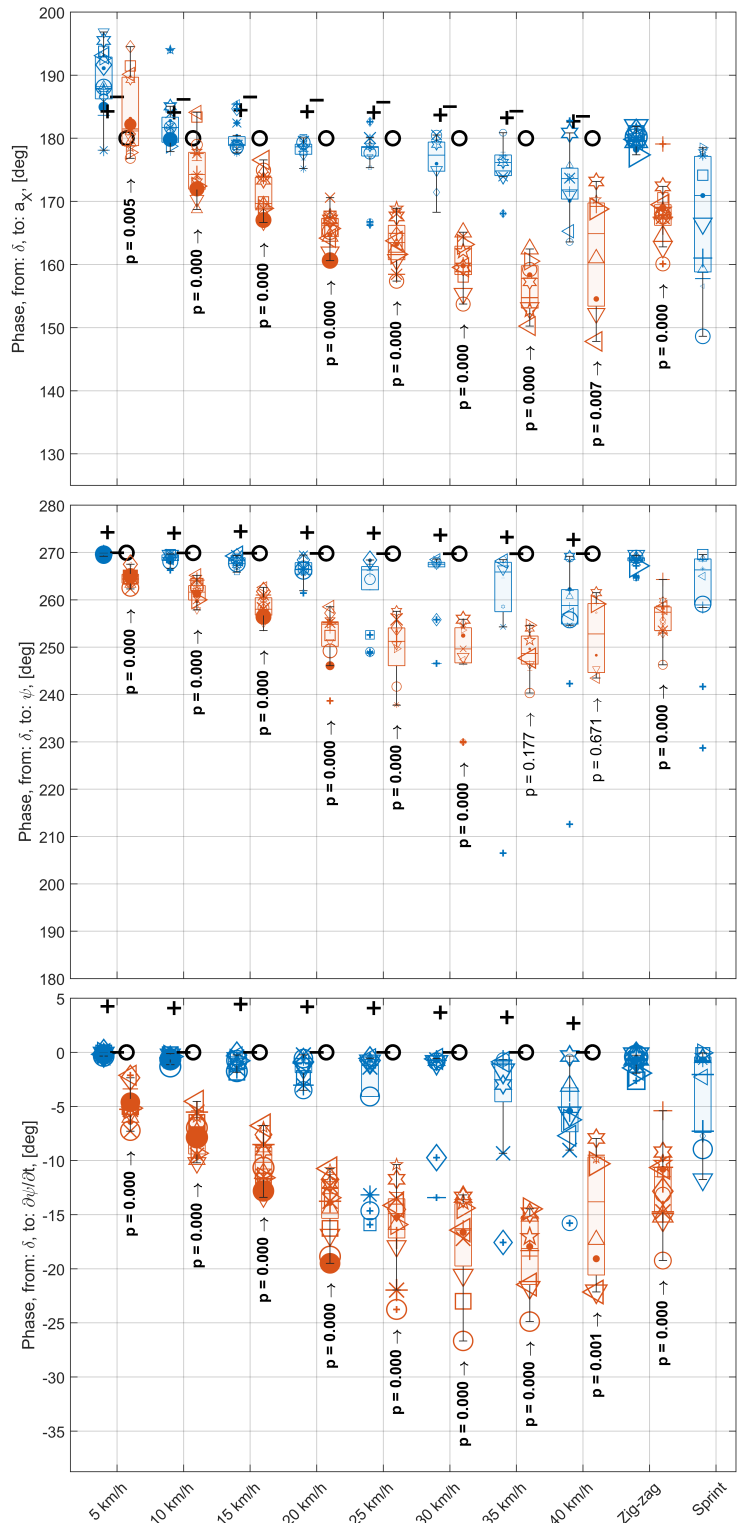 200
190
180
170
160
150
140
130
Phase, from: δ, to: a_X, [deg]
p = 0.005 →
p = 0.000 →
p = 0.000 →
p = 0.000 →
p = 0.000 →
p = 0.000 →
p = 0.000 →
p = 0.007 →
p = 0.000 →
280
270
260
250
240
230
220
210
200
190
180
Phase, from: δ, to: ψ, [deg]
p = 0.000 →
p = 0.000 →
p = 0.000 →
p = 0.000 →
p = 0.000 →
p = 0.000 →
p = 0.177 →
p = 0.671 →
p = 0.000 →
5
0
-5
-10
-15
-20
-25
-30
-35
Phase, from: δ, to: ∂ψ/∂t, [deg]
p = 0.000 →
p = 0.000 →
p = 0.000 →
p = 0.000 →
p = 0.000 →
p = 0.000 →
p = 0.000 →
p = 0.001 →
p = 0.000 →
5 km/h
10 km/h
15 km/h
20 km/h
25 km/h
30 km/h
35 km/h
40 km/h
Zig-zag
Sprint